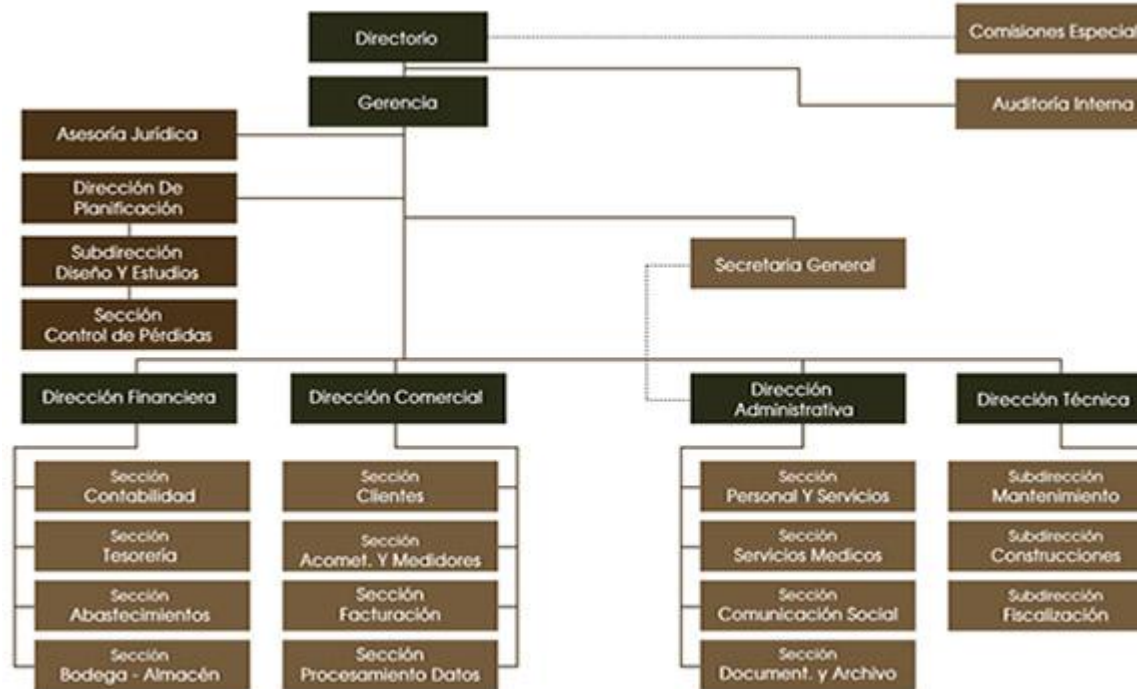 Directorio
Comisiones Especial
Gerencia
Auditoría Interna
Asesoría Jurídica
Dirección De
Planificación
Subdirección
Diseño Y Estudios
Secretaria General
Sección
Control de Pérdidas
Dirección Financiera
Dirección Comercial
Dirección
Administrativa
Dirección Técnica
Sección
Contabilidad
Sección
Tesorería
Sección
Abastecimientos
Sección
Bodega - Almacén
Sección
Clientes
Sección
Acomet. Y Medidores
Sección
Facturación
Sección
Procesamiento Datos
Sección
Personal Y Servicios
Sección
Servicios Medicos
Sección
Comunicación Social
Sección
Document. y Archivo
Subdirección
Mantenimiento
Subdirección
Construcciones
Subdirección
Fiscalización